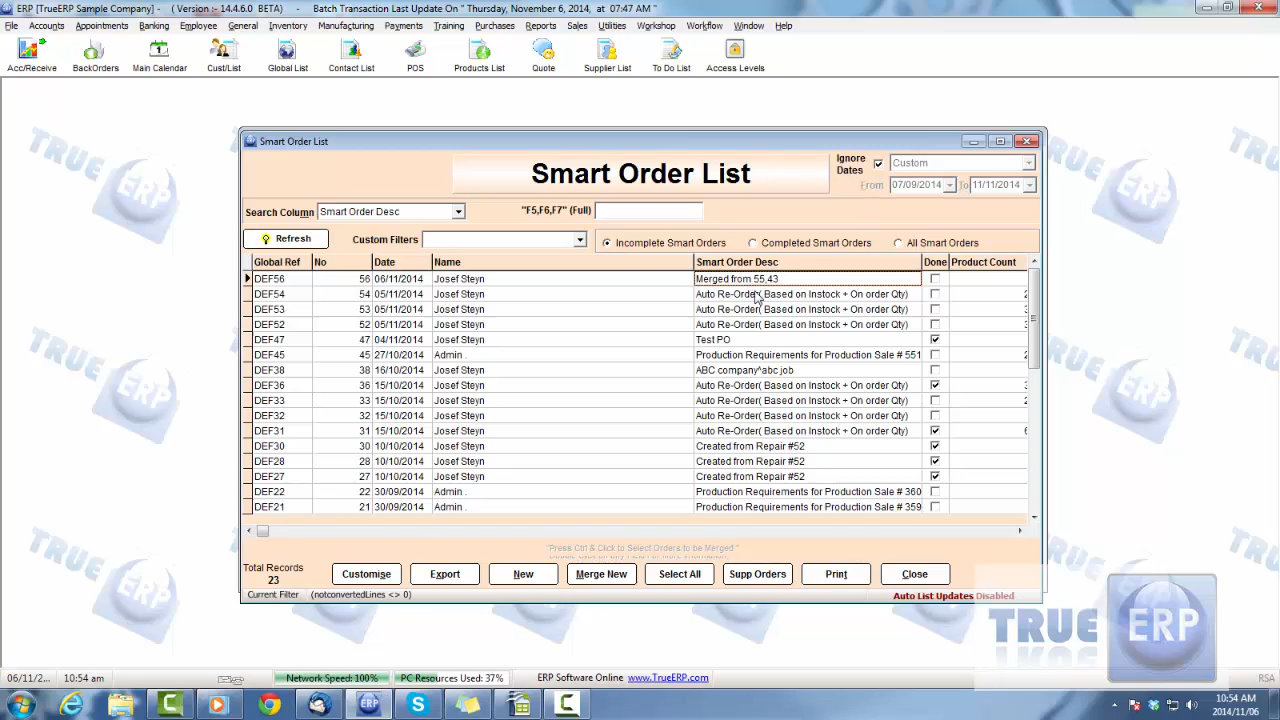 ERP [TrueERP Sample Company] - ( Version :- 14.4.6.0 BETA) - Batch Transaction Last Update On " Thursday, November 6, 2014, at 07:47 AM "
File Accounts Appointments Banking Employee General Inventory Manufacturing Payments Training Purchases Reports Sales Utilities Workshop Workflow Window Help
Acc/Receive BackOrders Main Calendar Cust/List Global List Contact List POS Products List Quote Supplier List To Do List Access Levels
Smart Order List
Smart Order List
Ignore Dates Custom
From 07/09/2014 To 11/11/2014
Search Column Smart Order Desc "F5,F6,F7" (Full)
Refresh Custom Filters Incomplete Smart Orders Completed Smart Orders All Smart Orders
Global Ref No Date Name Smart Order Desc Done Product Count
DEF56 56 06/11/2014 Josef Steyn Merged from 55,43
DEF54 54 05/11/2014 Josef Steyn Auto Re-Order( Based on Instock + On order Qty) 2
DEF53 53 05/11/2014 Josef Steyn Auto Re-Order( Based on Instock + On order Qty) 3
DEF52 52 05/11/2014 Josef Steyn Auto Re-Order( Based on Instock + On order Qty) 3
DEF47 47 04/11/2014 Josef Steyn Test PO
DEF45 45 27/10/2014 Admin . Production Requirements for Production Sale # 551 2
DEF38 38 16/10/2014 Josef Steyn ABC company^abc job
DEF36 36 15/10/2014 Josef Steyn Auto Re-Order( Based on Instock + On order Qty) 3
DEF33 33 15/10/2014 Josef Steyn Auto Re-Order( Based on Instock + On order Qty) 2
DEF32 32 15/10/2014 Josef Steyn Auto Re-Order( Based on Instock + On order Qty)
DEF31 31 15/10/2014 Josef Steyn Auto Re-Order( Based on Instock + On order Qty) 6
DEF30 30 10/10/2014 Josef Steyn Created from Repair #52
DEF28 28 10/10/2014 Josef Steyn Created from Repair #52
DEF27 27 10/10/2014 Josef Steyn Created from Repair #52
DEF22 22 30/09/2014 Admin . Production Requirements for Production Sale # 360
DEF21 21 30/09/2014 Admin . Production Requirements for Production Sale # 359
"Press Ctrl & Click to Select Orders to be Merged "
Total Records 23 Customise Export New Merge New Select All Supp Orders Print Close
Current Filter (notconvertedLines <> 0) Auto List Updates Disabled
TRUE ERP
06/11/2... 10:54 am Network Speed: 100% PC Resources Used: 37% ERP Software Online www.TrueERP.com RSA
10:54 AM
2014/11/06